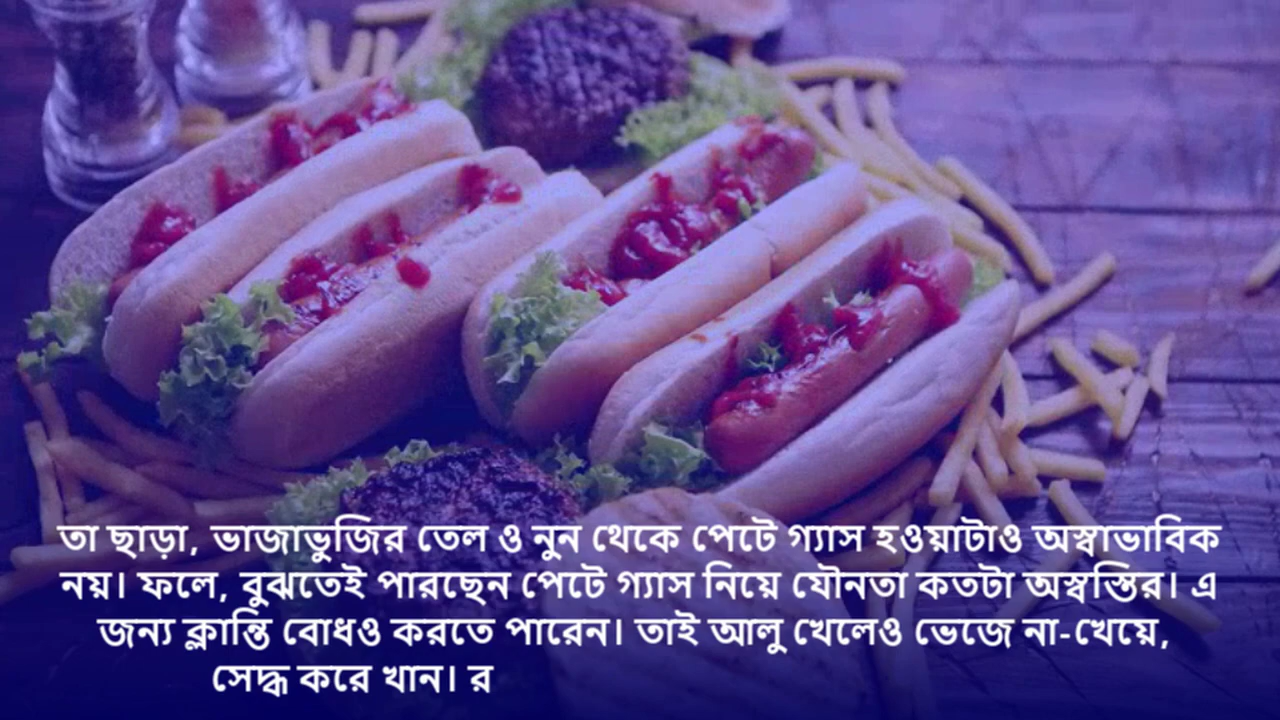 তা ছাড়া, ভাজাভুজির তেল ও নুন থেকে পেটে গ্যাস হওয়াটাও অস্বাভাবিক
নয়। ফলে, বুঝতেই পারছেন পেটে গ্যাস নিয়ে যৌনতা কতটা অস্বস্তির। এ
জন্য ক্লান্তি বোধও করতে পারেন। তাই আলু খেলেও ভেজে না-খেয়ে,
সেদ্ধ করে খান। র